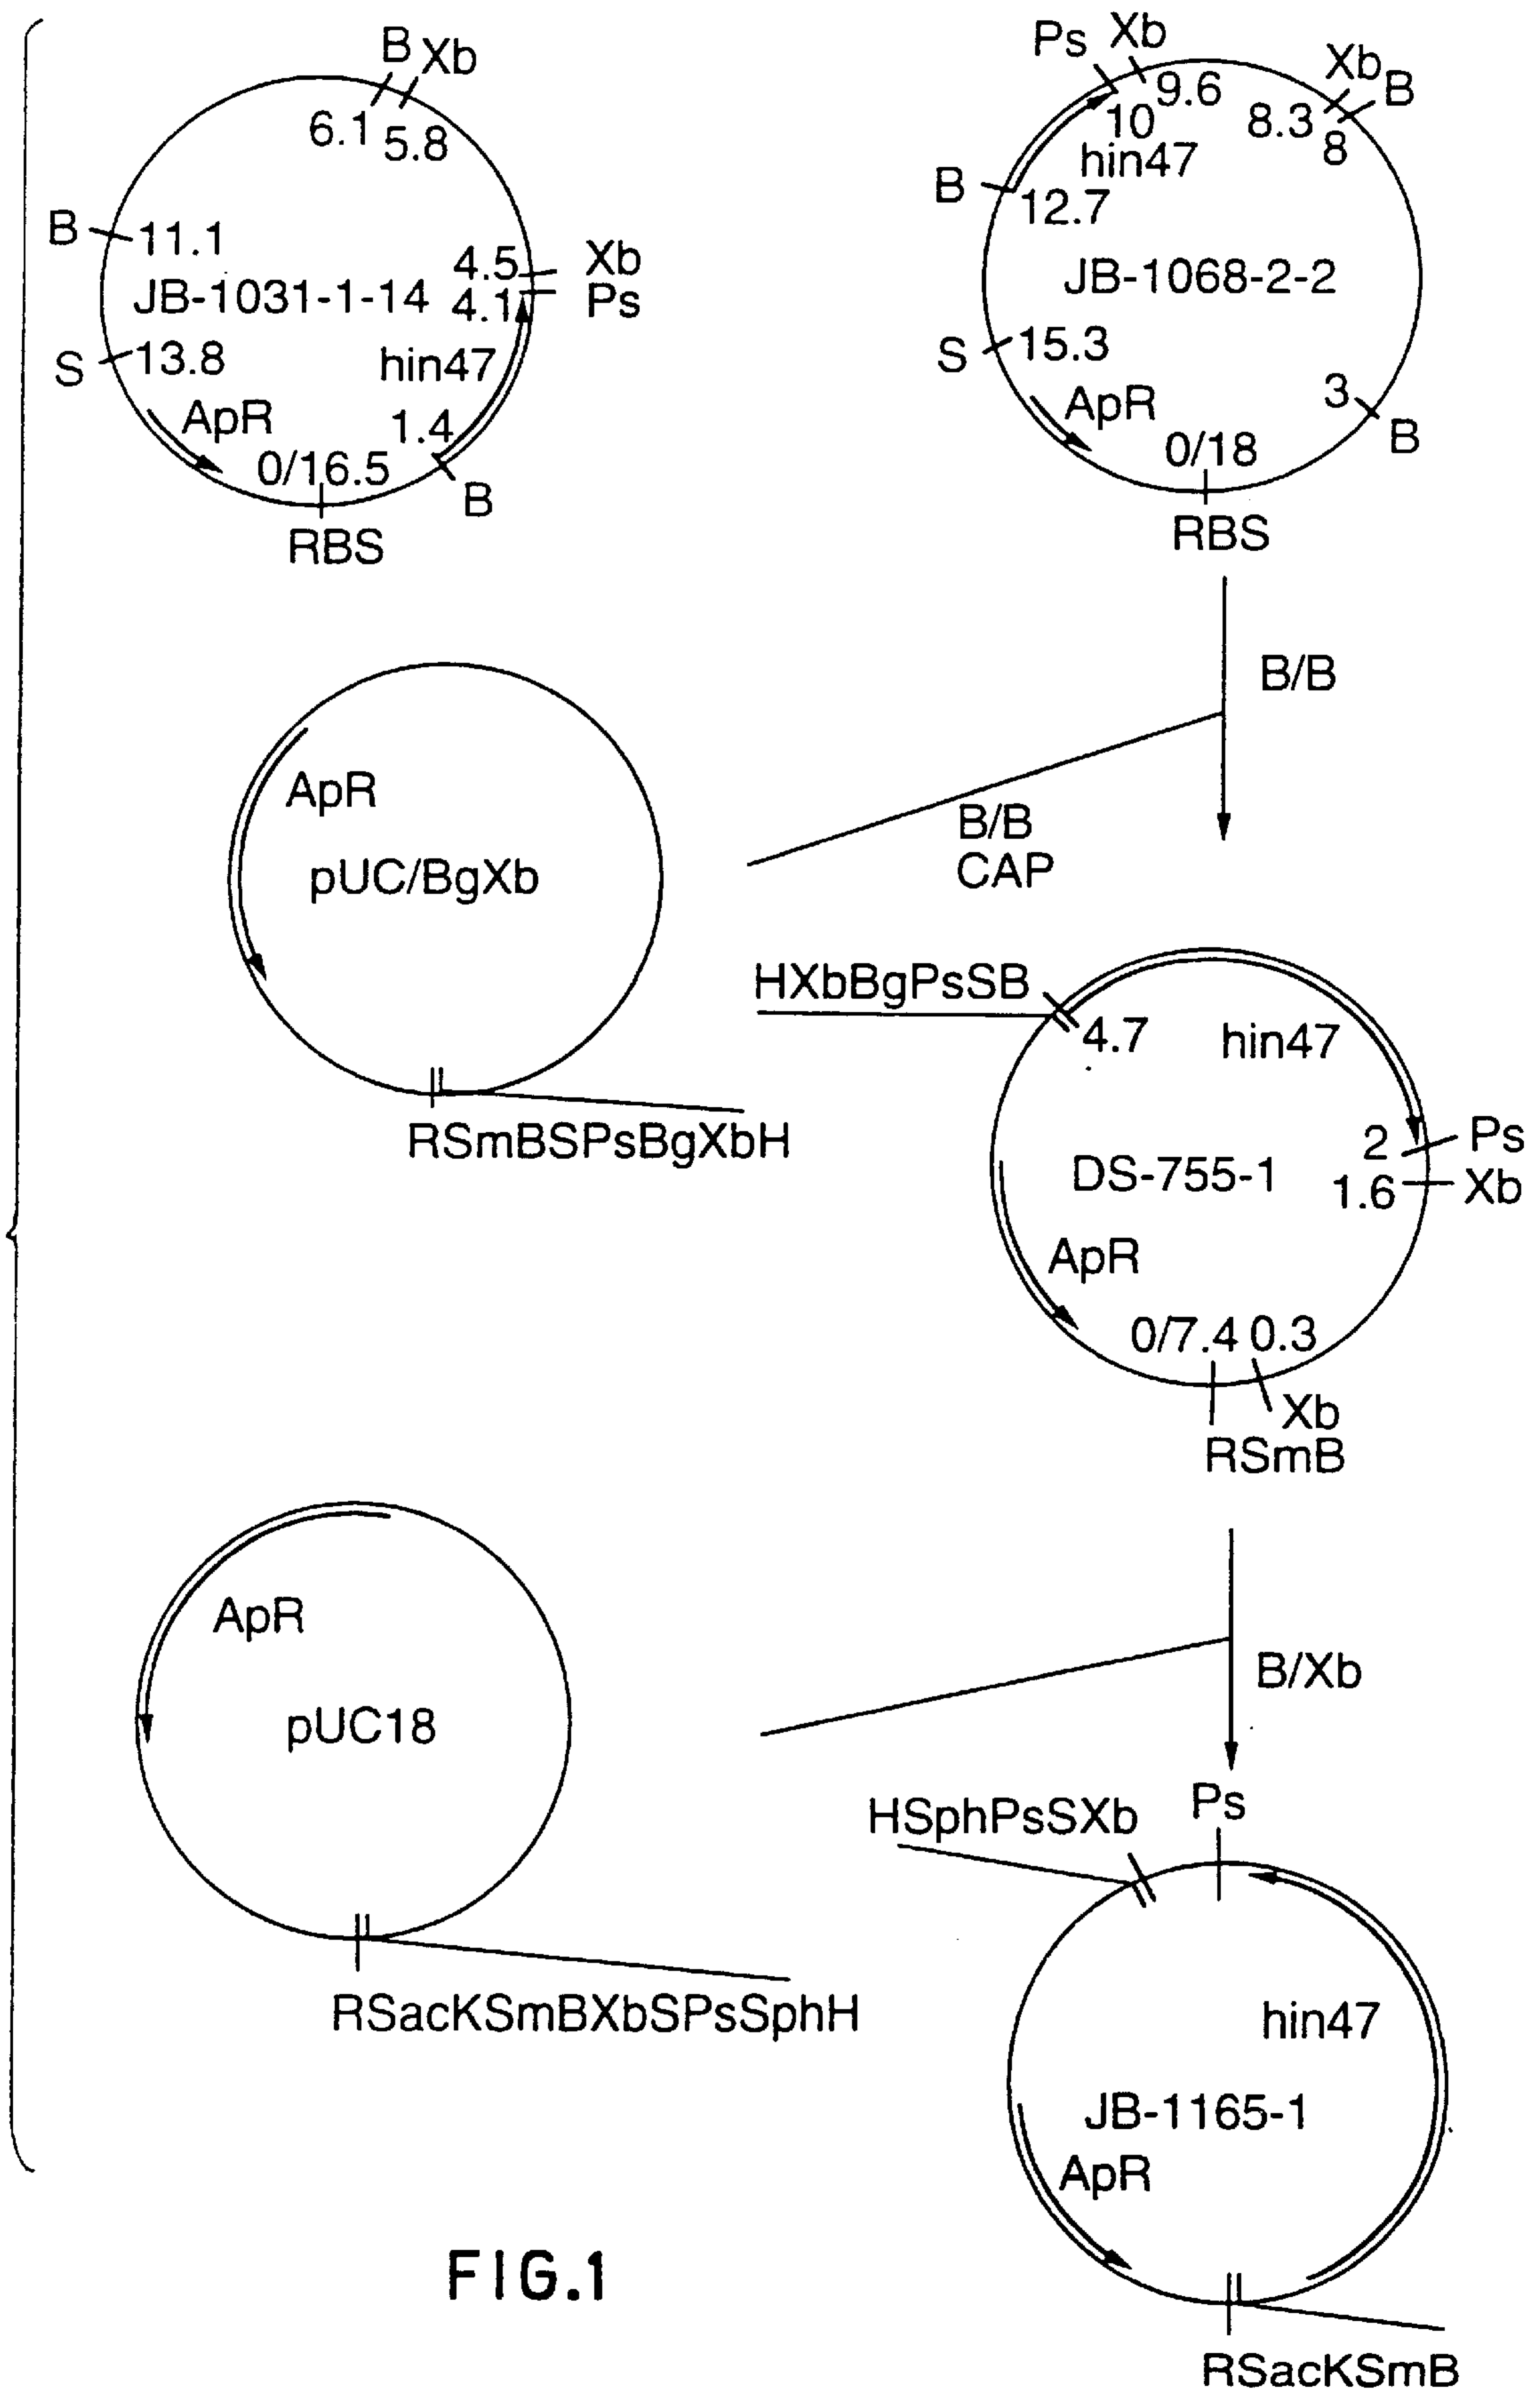 B Xb
6.1 5.8
B 11.1
4.5 Xb
JB-1031-1-14
4.1 Ps
S 13.8
hin47
ApR
1.4
0/16.5
B
RBS
Ps Xb
9.6
10
hin47
Xb B
8.3
8
B 12.7
JB-1068-2-2
S 15.3
ApR
3
B
0/18
RBS
B/B
B/B
CAP
ApR
pUC/BgXb
RSmBSPsBgXbH
HXbBgPsSB
4.7
hin47
2 Ps
DS-755-1
1.6 Xb
ApR
0/7.4 0.3
Xb
RSmB
B/Xb
ApR
pUC18
RSacKSmBXbSPsSphH
HSphPsSXb
Ps
hin47
JB-1165-1
ApR
RSacKSmB
FIG.1